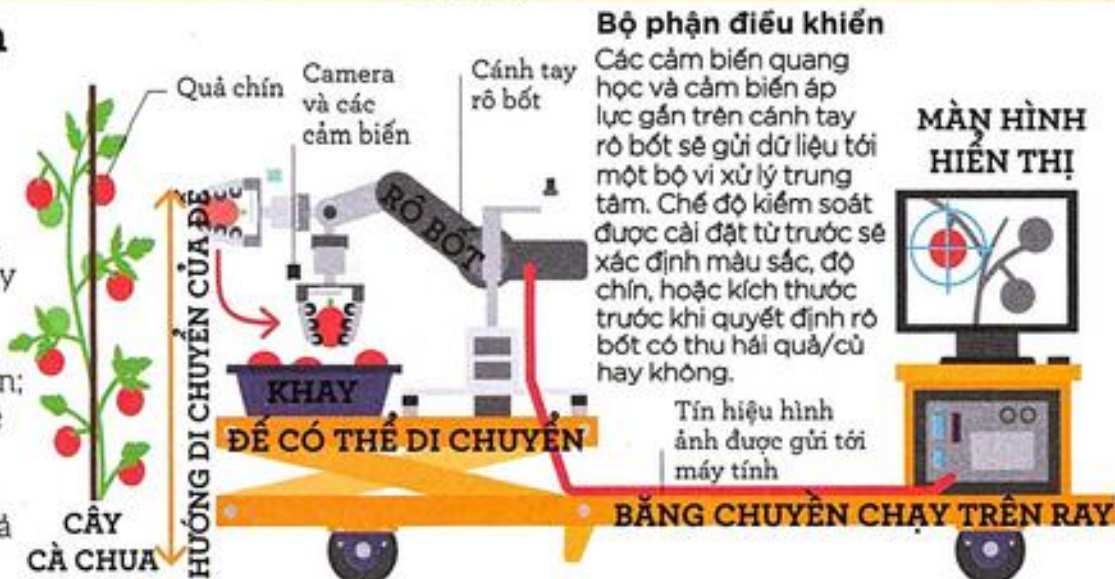 Quả chín
Camera
và các
cảm biến
Cánh tay
rô bốt
Bộ phận điều khiển
Các cảm biến quang
học và cảm biến áp
lực gắn trên cánh tay
rô bốt sẽ gửi dữ liệu tới
một bộ vi xử lý trung
tâm. Chế độ kiểm soát
được cài đặt từ trước sẽ
xác định màu sắc, độ
chín, hoặc kích thước
trước khi quyết định rô
bốt có thu hái quả/củ
hay không.
MÀN HÌNH
HIỂN THỊ
RÔ BỐT
HƯỚNG DI CHUYỂN CỦA ĐẾ
KHAY
ĐẾ CÓ THỂ DI CHUYỂN
Tín hiệu hình
ảnh được gửi tới
máy tính
BĂNG CHUYỀN CHẠY TRÊN RAY
CÂY
CÀ CHUA